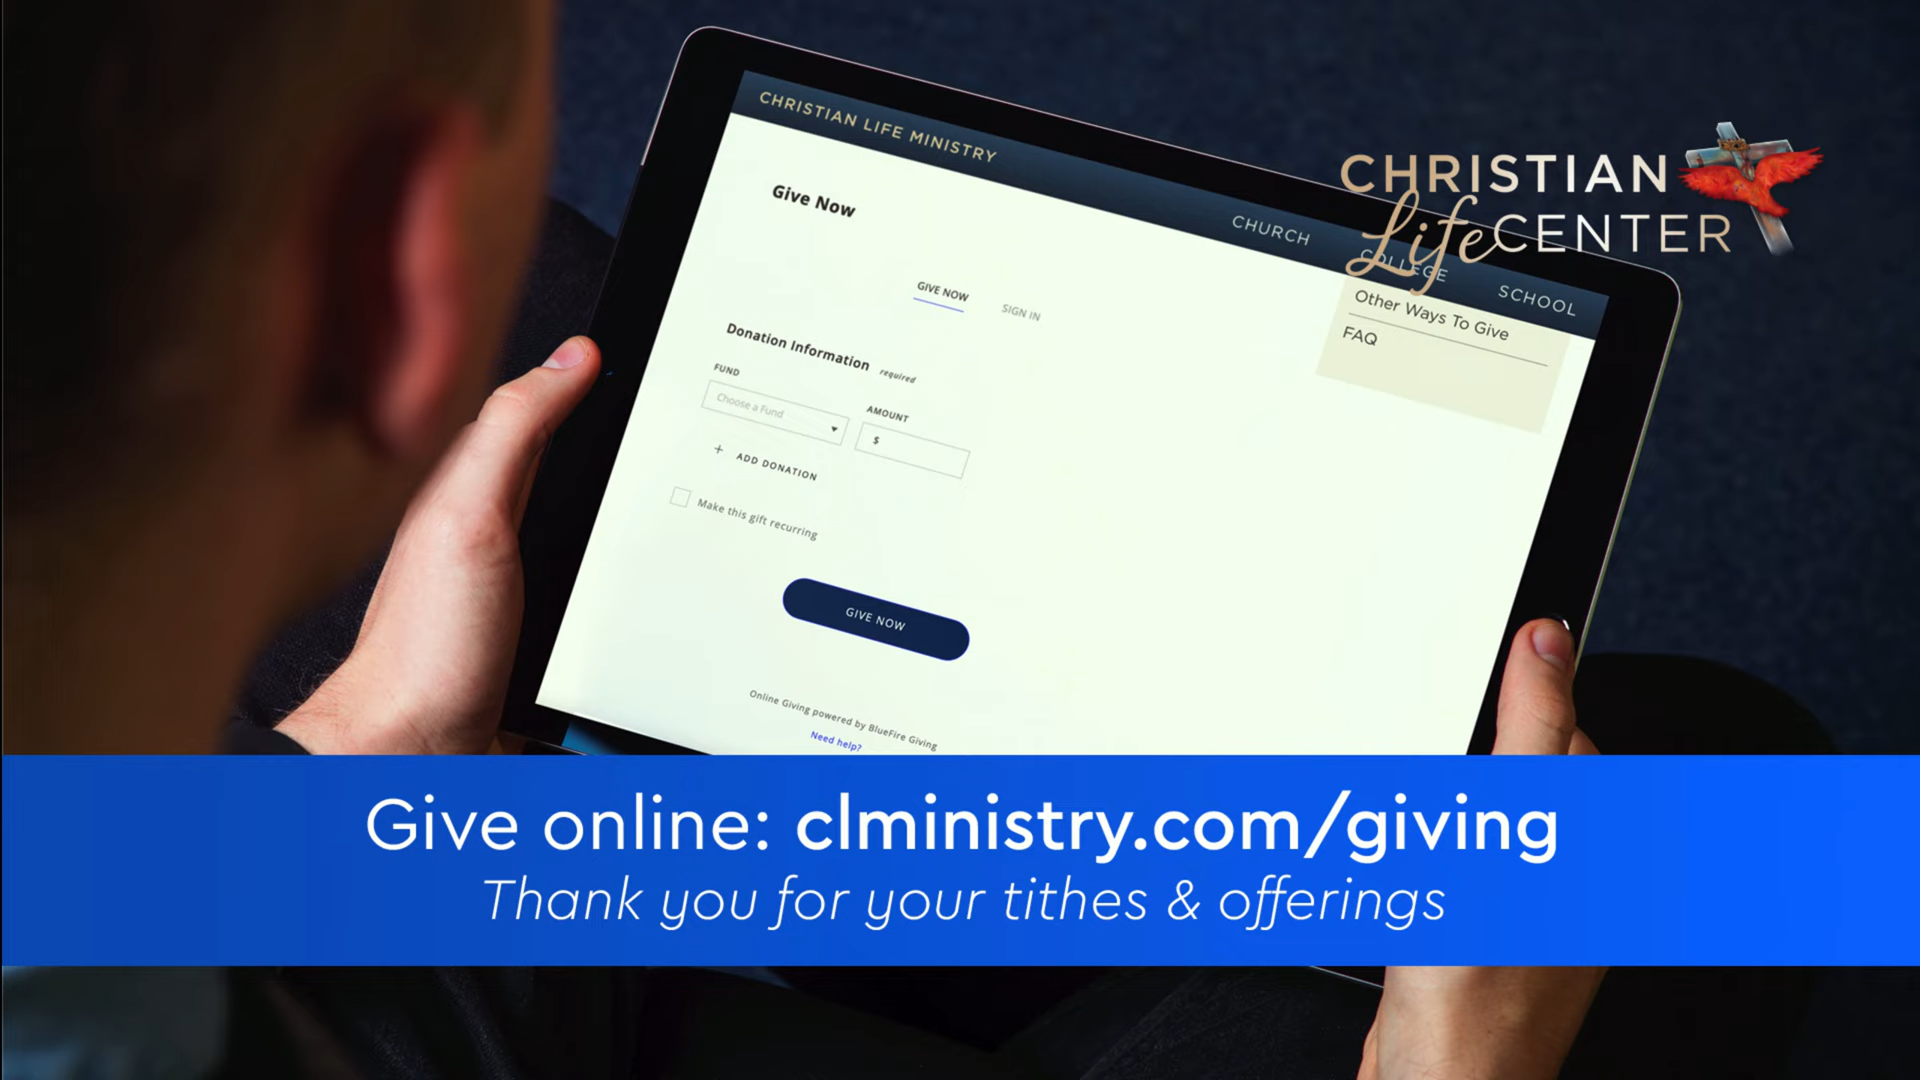 CHRISTIAN LIFE MINISTRY
CHURCH
COLLEGE
SCHOOL
CHRISTIAN
Life CENTER
Give Now
Other Ways To Give
FAQ
GIVE NOW
SIGN IN
Donation Information required
FUND
AMOUNT
Choose a Fund
$
+ ADD DONATION
Make this gift recurring
GIVE NOW
Online Giving powered by BlueFire Giving
Need help?
Give online: clministry.com/giving
Thank you for your tithes & offerings